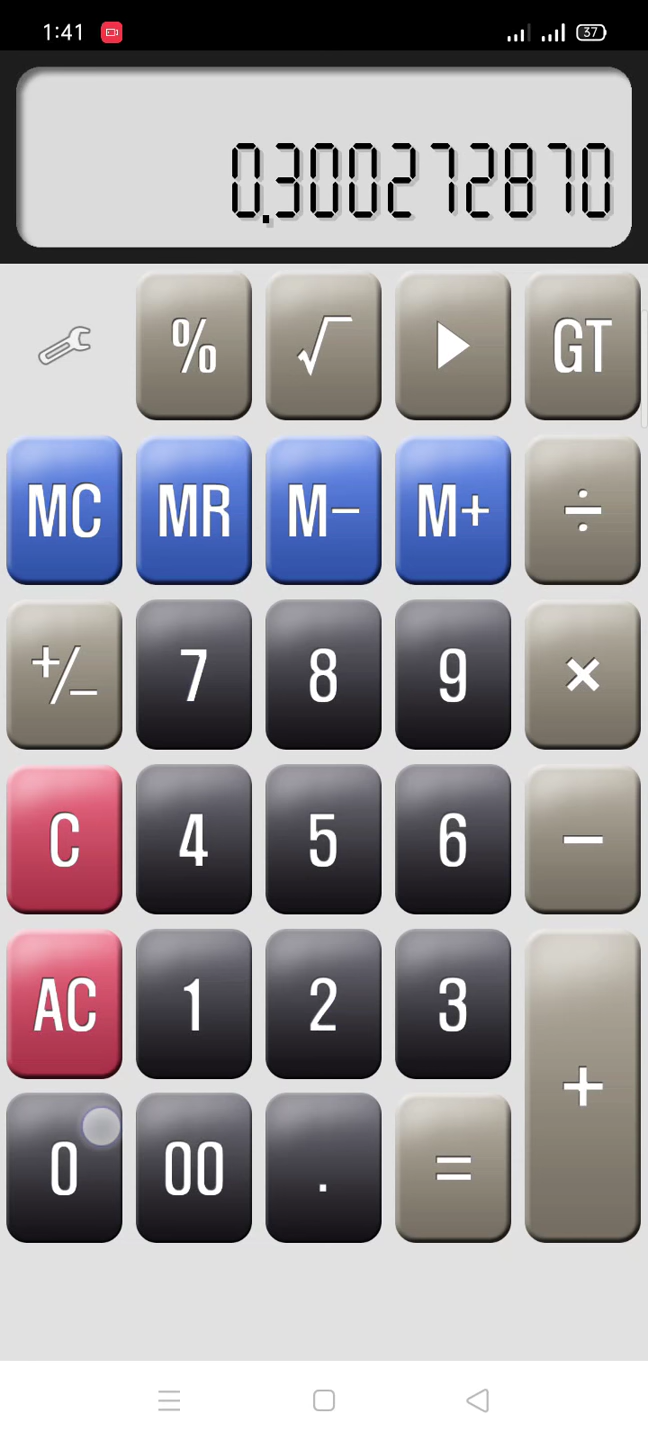 1:41 37
0.300272870
% √ ▶ GT
MC MR M− M+ ÷
+/− 7 8 9 ×
C 4 5 6 −
AC 1 2 3
+
0 00 . =